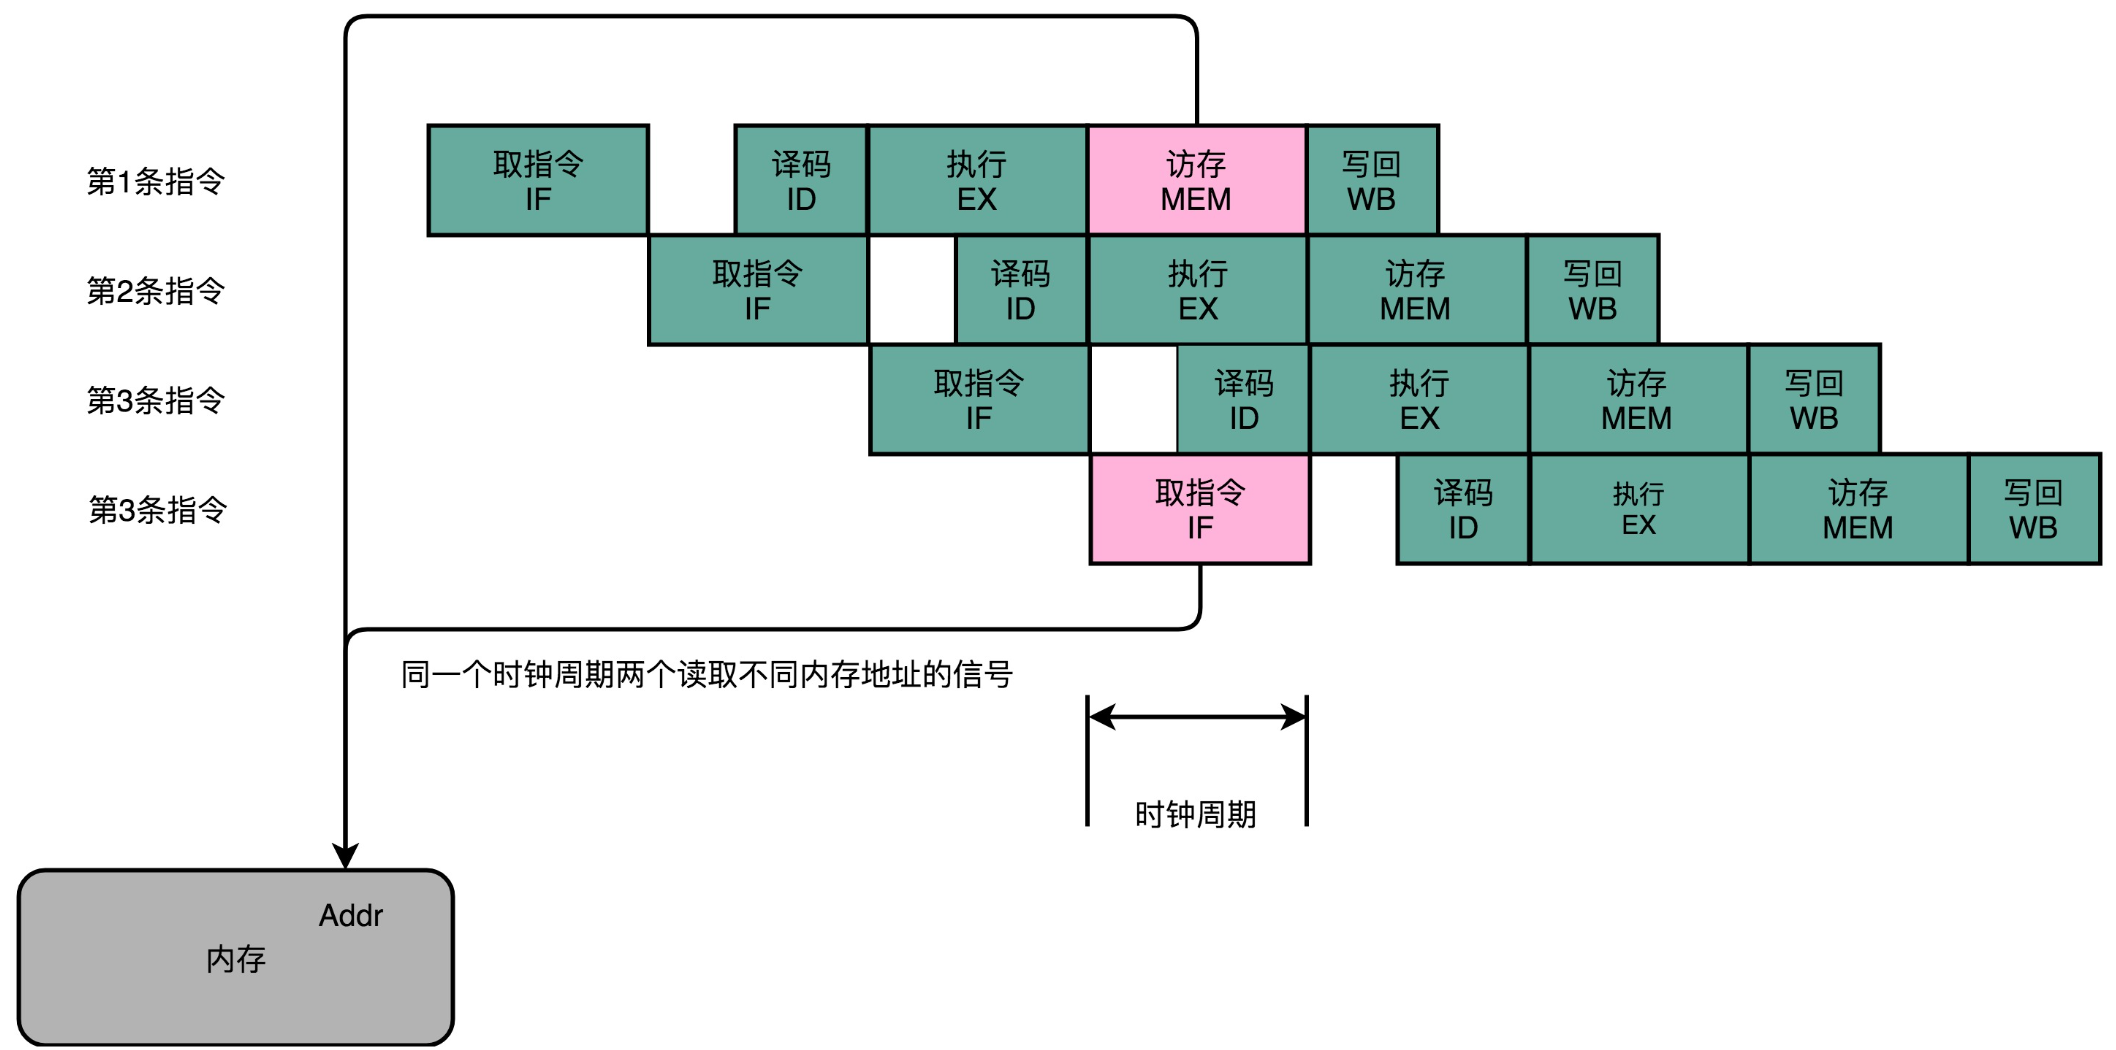 第1条指令
取指令
IF
译码
ID
执行
EX
访存
MEM
写回
WB
第2条指令
取指令
IF
译码
ID
执行
EX
访存
MEM
写回
WB
第3条指令
取指令
IF
译码
ID
执行
EX
访存
MEM
写回
WB
第3条指令
取指令
IF
译码
ID
执行
EX
访存
MEM
写回
WB
同一个时钟周期两个读取不同内存地址的信号
时钟周期
Addr
内存